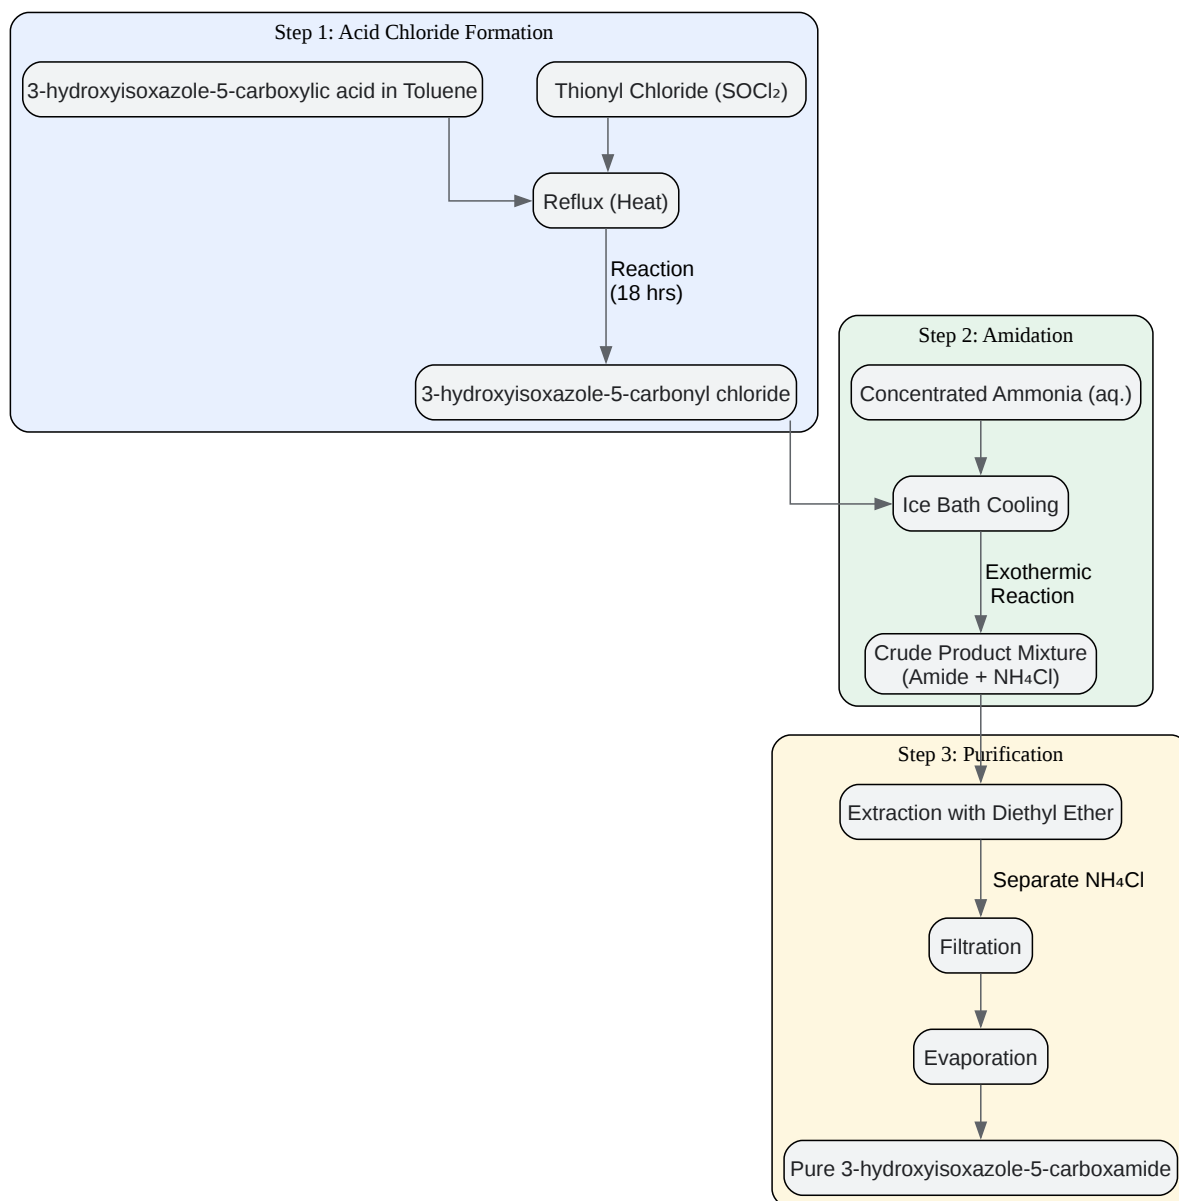 Step 1: Acid Chloride Formation
3-hydroxyisoxazole-5-carboxylic acid in Toluene
Thionyl Chloride (SOCl₂)
Reflux (Heat)
Reaction
(18 hrs)
3-hydroxyisoxazole-5-carbonyl chloride
Step 2: Amidation
Concentrated Ammonia (aq.)
Ice Bath Cooling
Exothermic
Reaction
Crude Product Mixture
(Amide + NH₄Cl)
Step 3: Purification
Extraction with Diethyl Ether
Separate NH₄Cl
Filtration
Evaporation
Pure 3-hydroxyisoxazole-5-carboxamide